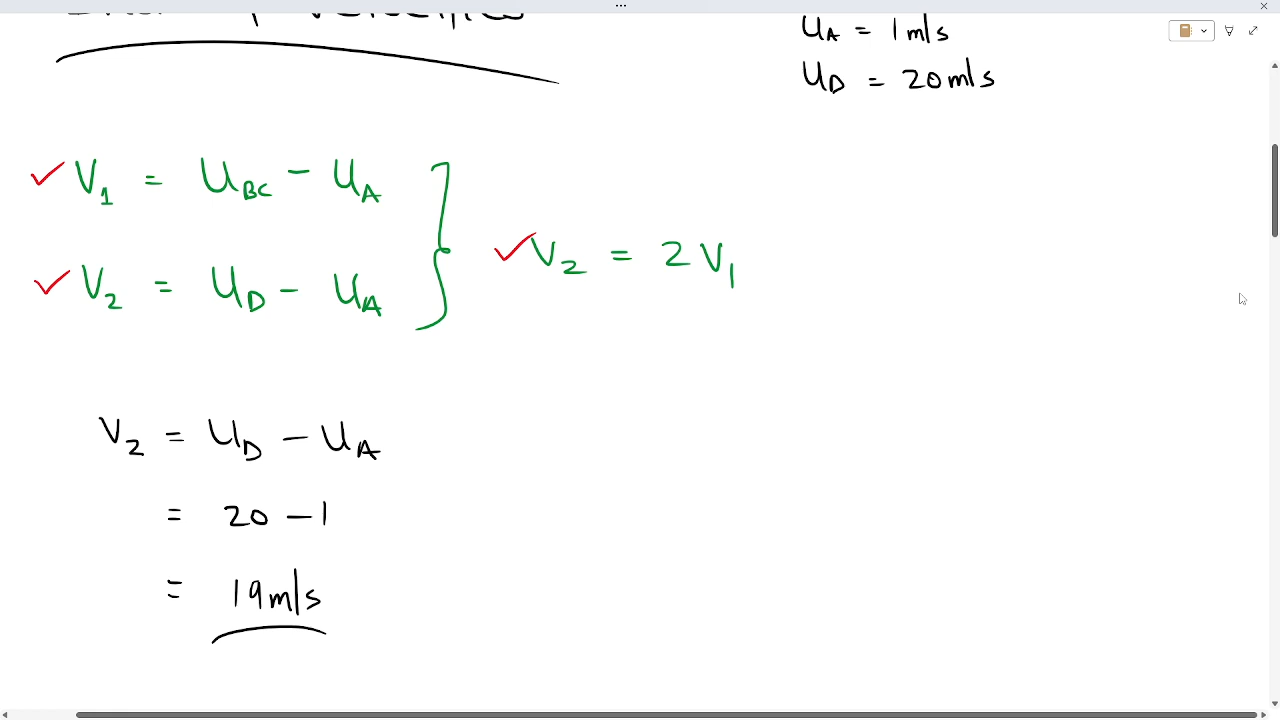 U_A = 1m/s
U_D = 20m/s
✓ V_1 = U_BC - U_A
✓ V_2 = U_D - U_A
✓ V_2 = 2V_1
V_2 = U_D - U_A
= 20 - 1
= 19m/s